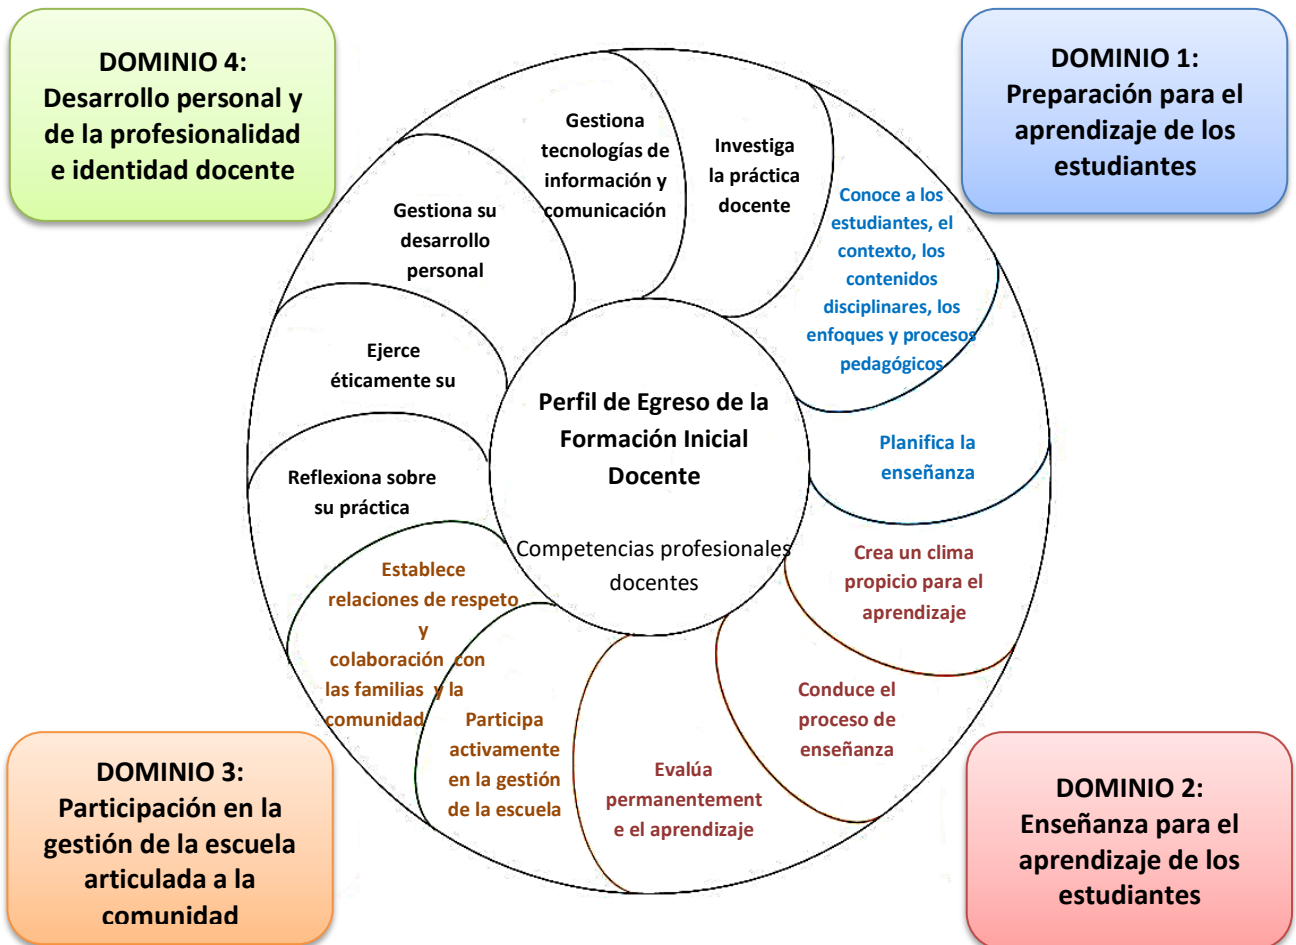 DOMINIO 4:
Desarrollo personal y
de la profesionalidad
e identidad docente
DOMINIO 1:
Preparación para el
aprendizaje de los
estudiantes
Gestiona
tecnologías de
información y
comunicación
Investiga
la práctica
docente
Conoce a los
estudiantes, el
contexto, los
contenidos
disciplinares, los
enfoques y procesos
pedagógicos
Gestiona su
desarrollo
personal
Ejerce
éticamente su
Perfil de Egreso de la
Formación Inicial
Docente
Competencias profesionales
docentes
Planifica la
enseñanza
Reflexiona sobre
su práctica
Crea un clima
propicio para el
aprendizaje
Establece
relaciones de respeto
y
colaboración con
las familias y la
comunidad
Conduce el
proceso de
enseñanza
Participa
activamente
en la gestión
de la escuela
Evalúa
permanentement
e el aprendizaje
DOMINIO 3:
Participación en la
gestión de la escuela
articulada a la
comunidad
DOMINIO 2:
Enseñanza para el
aprendizaje de los
estudiantes